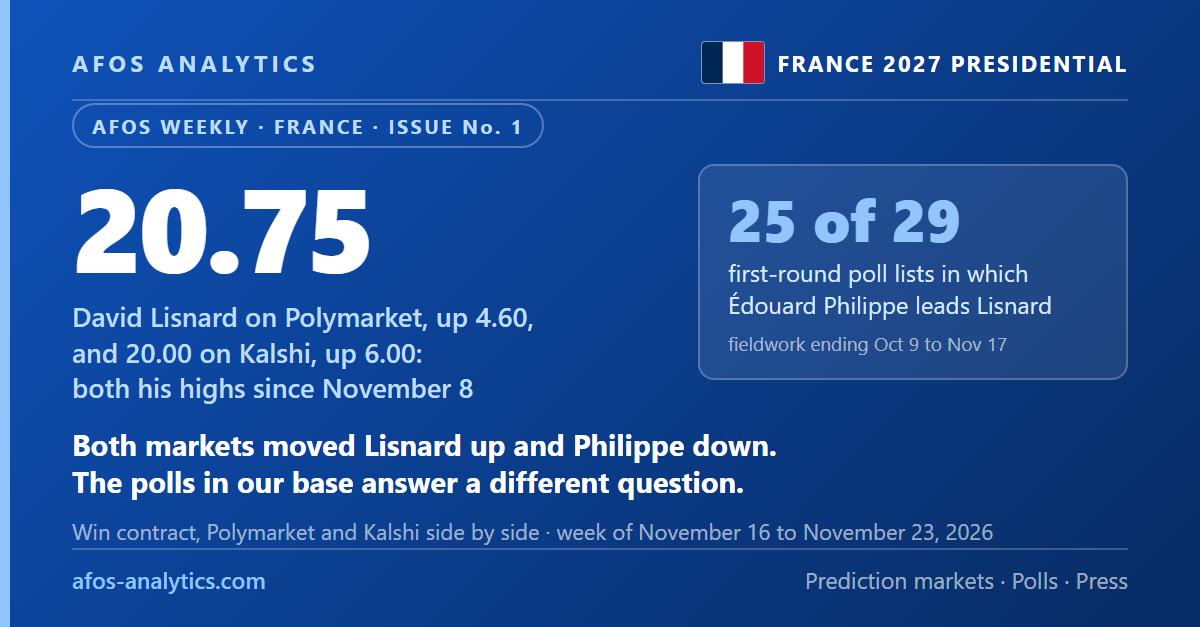 AFOS ANALYTICS
FRANCE 2027 PRESIDENTIAL
AFOS WEEKLY · FRANCE · ISSUE No. 1
20.75
David Lisnard on Polymarket, up 4.60,
and 20.00 on Kalshi, up 6.00:
both his highs since November 8
25 of 29
first-round poll lists in which
Édouard Philippe leads Lisnard
fieldwork ending Oct 9 to Nov 17
Both markets moved Lisnard up and Philippe down.
The polls in our base answer a different question.
Win contract, Polymarket and Kalshi side by side · week of November 16 to November 23, 2026
afos-analytics.com
Prediction markets · Polls · Press